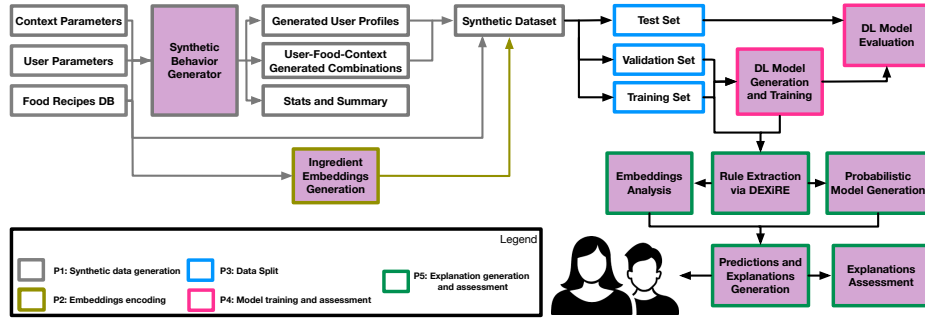 Context Parameters
User Parameters
Food Recipes DB
Synthetic
Behavior
Generator
Generated User Profiles
User-Food-Context
Generated Combinations
Stats and Summary
Ingredient
Embeddings
Generation
Synthetic Dataset
Test Set
Validation Set
Training Set
DL Model
Generation
and Training
DL Model
Evaluation
Embeddings
Analysis
Rule Extraction
via DEXiRE
Probabilistic
Model Generation
Predictions and
Explanations
Generation
Explanations
Assessment
Legend
P1: Synthetic data generation
P2: Embeddings encoding
P3: Data Split
P4: Model training and assessment
P5: Explanation generation
and assessment